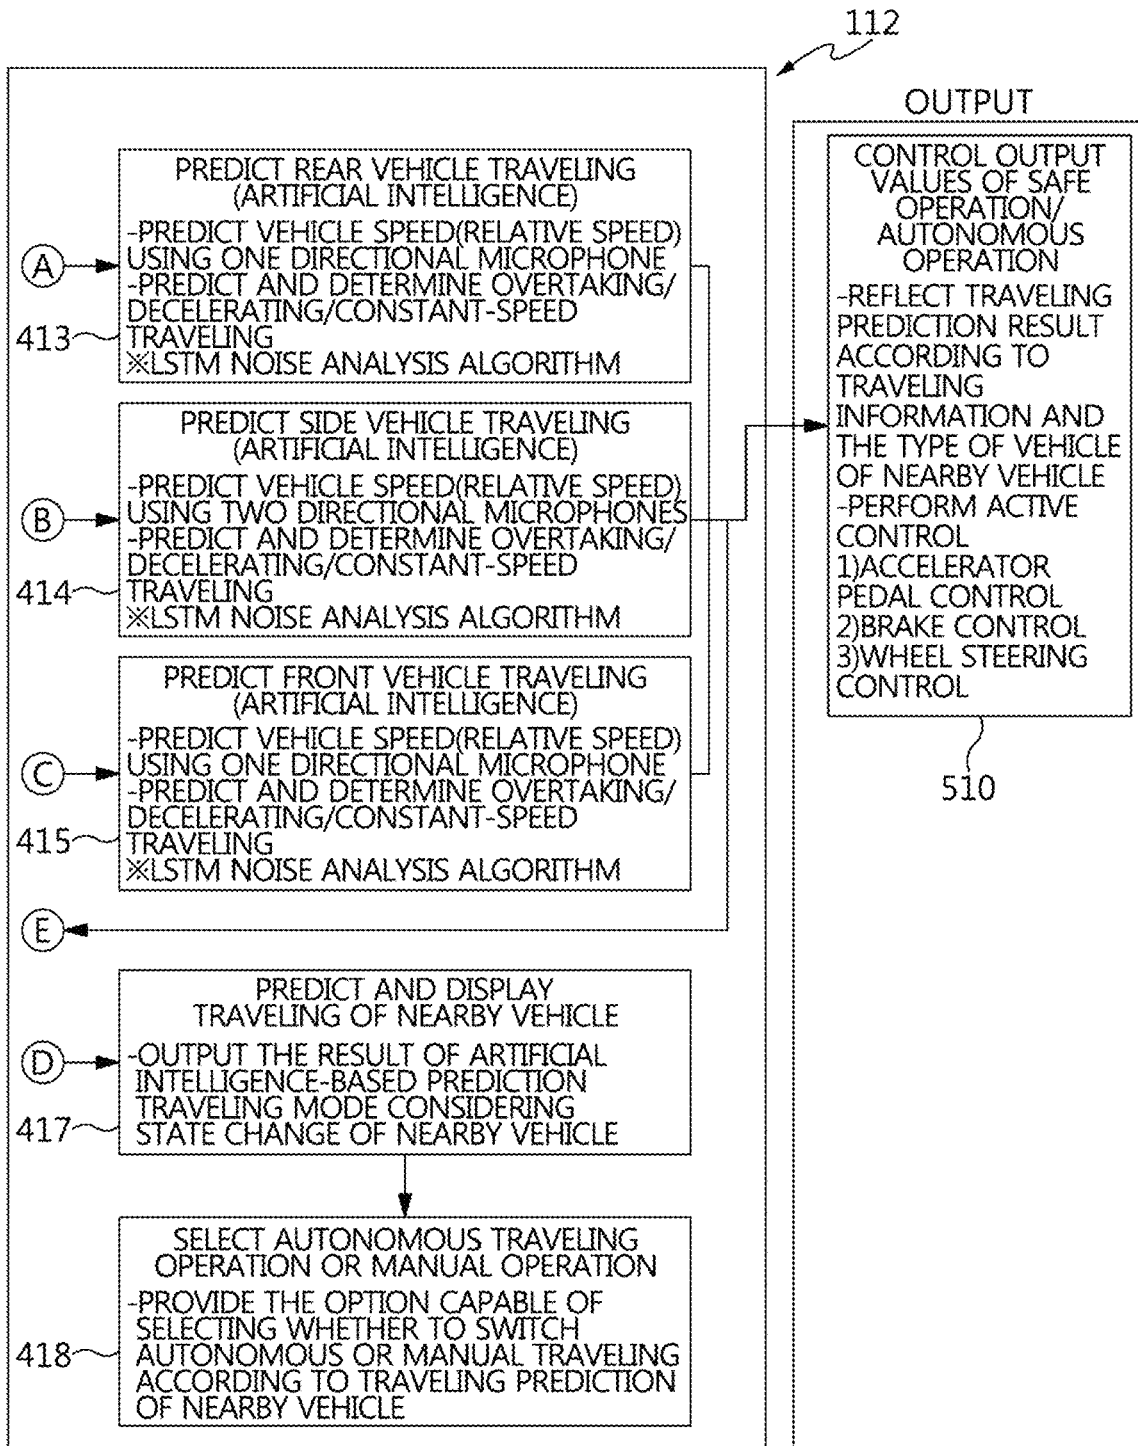 112
PREDICT REAR VEHICLE TRAVELING
(ARTIFICIAL INTELLIGENCE)
-PREDICT VEHICLE SPEED(RELATIVE SPEED)
USING ONE DIRECTIONAL MICROPHONE
-PREDICT AND DETERMINE OVERTAKING/
DECELERATING/CONSTANT-SPEED
TRAVELING
※LSTM NOISE ANALYSIS ALGORITHM
A
413
PREDICT SIDE VEHICLE TRAVELING
(ARTIFICIAL INTELLIGENCE)
-PREDICT VEHICLE SPEED(RELATIVE SPEED)
USING TWO DIRECTIONAL MICROPHONES
-PREDICT AND DETERMINE OVERTAKING/
DECELERATING/CONSTANT-SPEED
TRAVELING
※LSTM NOISE ANALYSIS ALGORITHM
B
414
PREDICT FRONT VEHICLE TRAVELING
(ARTIFICIAL INTELLIGENCE)
-PREDICT VEHICLE SPEED(RELATIVE SPEED)
USING ONE DIRECTIONAL MICROPHONE
-PREDICT AND DETERMINE OVERTAKING/
DECELERATING/CONSTANT-SPEED
TRAVELING
※LSTM NOISE ANALYSIS ALGORITHM
C
415
E
PREDICT AND DISPLAY
TRAVELING OF NEARBY VEHICLE
-OUTPUT THE RESULT OF ARTIFICIAL
INTELLIGENCE-BASED PREDICTION
TRAVELING MODE CONSIDERING
STATE CHANGE OF NEARBY VEHICLE
D
417
SELECT AUTONOMOUS TRAVELING
OPERATION OR MANUAL OPERATION
-PROVIDE THE OPTION CAPABLE OF
SELECTING WHETHER TO SWITCH
AUTONOMOUS OR MANUAL TRAVELING
ACCORDING TO TRAVELING PREDICTION
OF NEARBY VEHICLE
418
OUTPUT
CONTROL OUTPUT
VALUES OF SAFE
OPERATION/
AUTONOMOUS
OPERATION
-REFLECT TRAVELING
PREDICTION RESULT
ACCORDING TO
TRAVELING
INFORMATION AND
THE TYPE OF VEHICLE
OF NEARBY VEHICLE
-PERFORM ACTIVE
CONTROL
1)ACCELERATOR
PEDAL CONTROL
2)BRAKE CONTROL
3)WHEEL STEERING
CONTROL
510